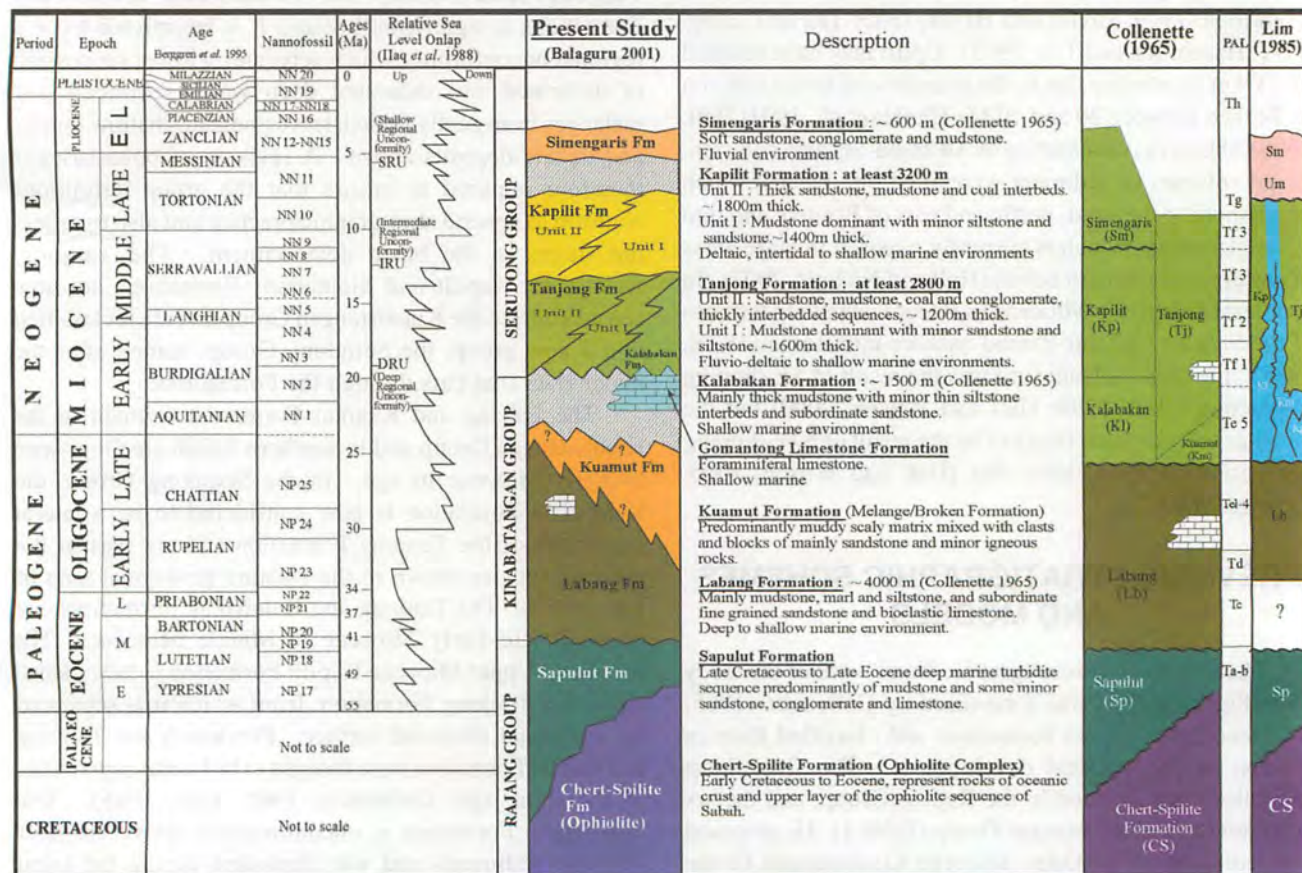 Period
Epoch
Age
Berggren et al. 1995
Nannofossil
Ages (Ma)
Relative Sea
Level Onlap
(Haq et al. 1988)
Present Study
(Balaguru 2001)
Description
Collenette
(1965)
PAL
Lim
(1985)
NEOGENE
PALEOGENE
CRETACEOUS
PLEISTOCENE
PLIOCENE
E L
MIOCENE
EARLY MIDDLE LATE
OLIGOCENE
EARLY LATE
EOCENE
L
M
E
PALAEO
CENE
MILAZZIAN
SICILIAN
EMILIAN
CALABRIAN
PIACENZIAN
ZANCLIAN
MESSINIAN
TORTONIAN
SERRAVALLIAN
LANGHIAN
BURDIGALIAN
AQUITANIAN
CHATTIAN
RUPELIAN
PRIABONIAN
BARTONIAN
LUTETIAN
YPRESIAN
Not to scale
Not to scale
NN 20
NN 19
NN 17-NN18
NN 16
NN 12-NN15
NN 11
NN 10
NN 9
NN 8
NN 7
NN 6
NN 5
NN 4
NN 3
NN 2
NN 1
NP 25
NP 24
NP 23
NP 22
NP 21
NP 20
NP 19
NP 18
NP 17
0
5
10
15
20
25
30
34
37
41
49
55
Up
Down
(Shallow
Regional
Uncon-
formity)
SRU
(Intermediate
Regional
Uncon-
formity)
IRU
DRU
(Deep
Regional
Uncon-
formity)
SERUDONG GROUP
KINABATANGAN GROUP
RAJANG GROUP
Simengaris Fm
Kapilit Fm
Unit II
Unit I
Tanjong Fm
Unit II
Unit I
Kalabakan
Fm
?
?
Kuamut Fm
?
Labang Fm
Sapulut Fm
Chert-Spilite
Fm
(Ophiolite)
Simengaris Formation : ~ 600 m (Collenette 1965)
Soft sandstone, conglomerate and mudstone.
Fluvial environment
Kapilit Formation : at least 3200 m
Unit II : Thick sandstone, mudstone and coal interbeds.
~ 1800m thick.
Unit I : Mudstone dominant with minor siltstone and
sandstone.~1400m thick.
Deltaic, intertidal to shallow marine environments
Tanjong Formation : at least 2800 m
Unit II : Sandstone, mudstone, coal and conglomerate,
thickly interbedded sequences, ~ 1200m thick.
Unit I : Mudstone dominant with minor sandstone and
siltstone. ~1600m thick.
Fluvio-deltaic to shallow marine environments.
Kalabakan Formation : ~ 1500 m (Collenette 1965)
Mainly thick mudstone with minor thin siltstone
interbeds and subordinate sandstone.
Shallow marine environment.
Gomantong Limestone Formation
Foraminiferal limestone.
Shallow marine
Kuamut Formation (Melange/Broken Formation)
Predominantly muddy scaly matrix mixed with clasts
and blocks of mainly sandstone and minor igneous
rocks.
Labang Formation : ~ 4000 m (Collenette 1965)
Mainly mudstone, marl and siltstone, and subordinate
fine grained sandstone and bioclastic limestone.
Deep to shallow marine environment.
Sapulut Formation
Late Cretaceous to Late Eocene deep marine turbidite
sequence predominantly of mudstone and some minor
sandstone, conglomerate and limestone.
Chert-Spilite Formation (Ophiolite Complex)
Early Cretaceous to Eocene, represent rocks of oceanic
crust and upper layer of the ophiolite sequence of
Sabah.
Simengaris
(Sm)
Kapilit
(Kp)
Tanjong
(Tj)
Kalabakan
(Kl)
Kuamut
(Km)
Labang
(Lb)
Sapulut
(Sp)
Chert-Spilite
Formation
(CS)
Th
Tg
Tf 3
Tf 3
Tf 2
Tf 1
Te 5
Te1-4
Td
Tc
Ta-b
Sm
Um
Kp
Tj
Kl
Lb
?
Sp
CS